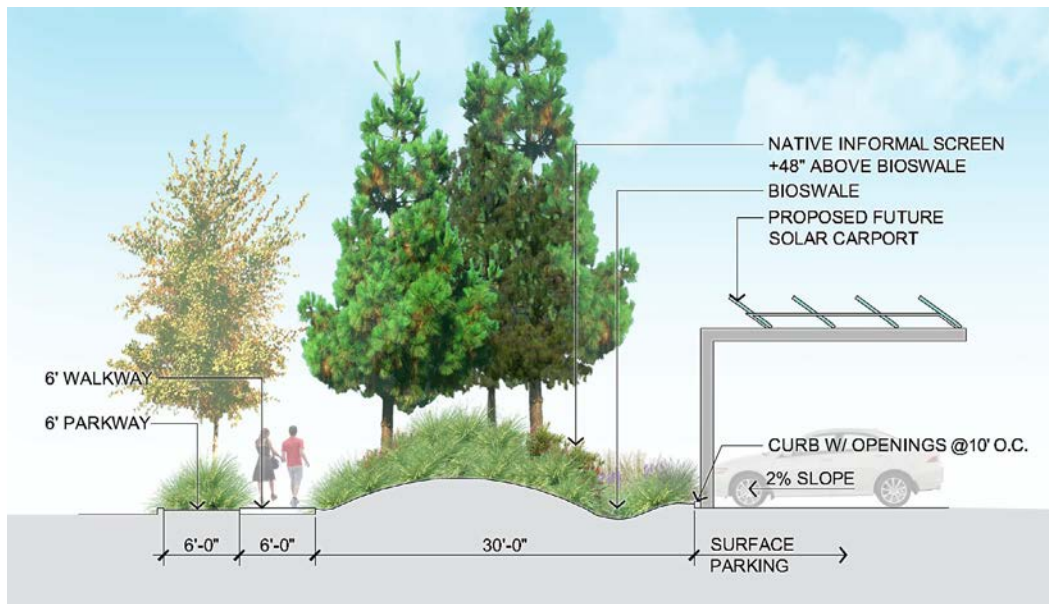 NATIVE INFORMAL SCREEN
+48" ABOVE BIOSWALE
BIOSWALE
PROPOSED FUTURE
SOLAR CARPORT
6' WALKWAY
6' PARKWAY
CURB W/ OPENINGS @10' O.C.
2% SLOPE
6'-0"
6'-0"
30'-0"
SURFACE
PARKING